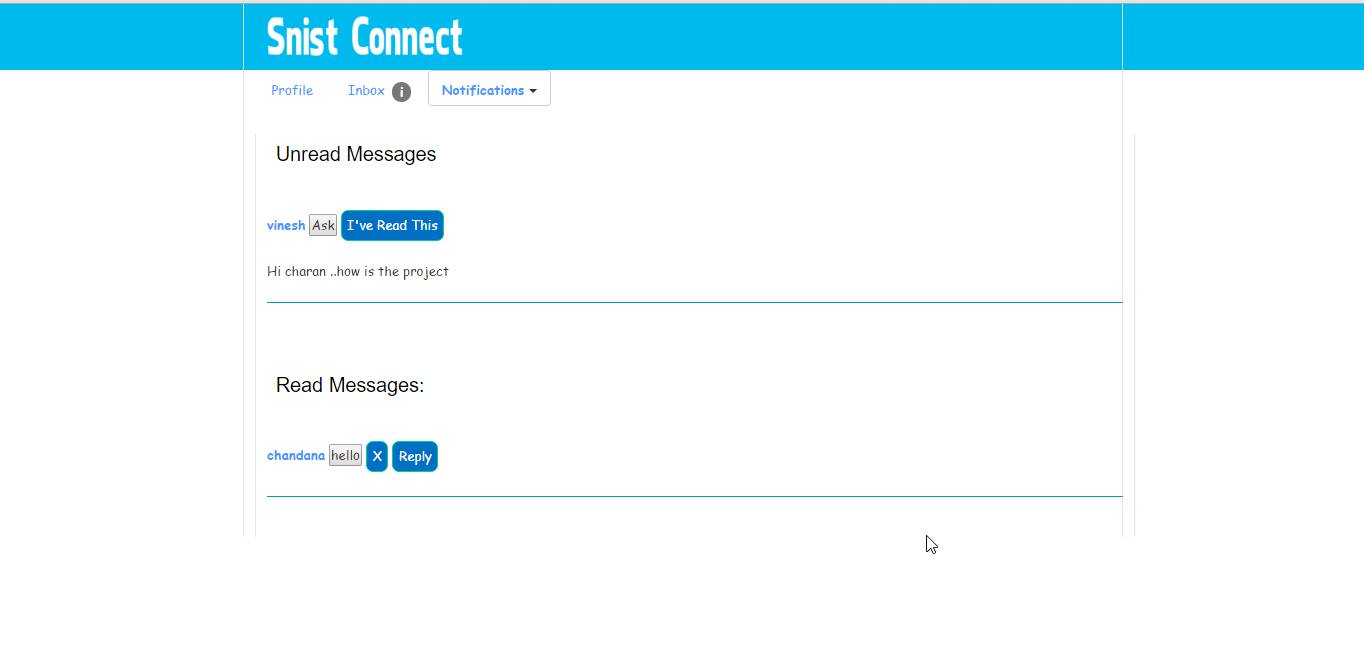 Snist Connect
Profile Inbox i Notifications
Unread Messages
vinesh Ask I've Read This
Hi charan ..how is the project
Read Messages:
chandana hello X Reply